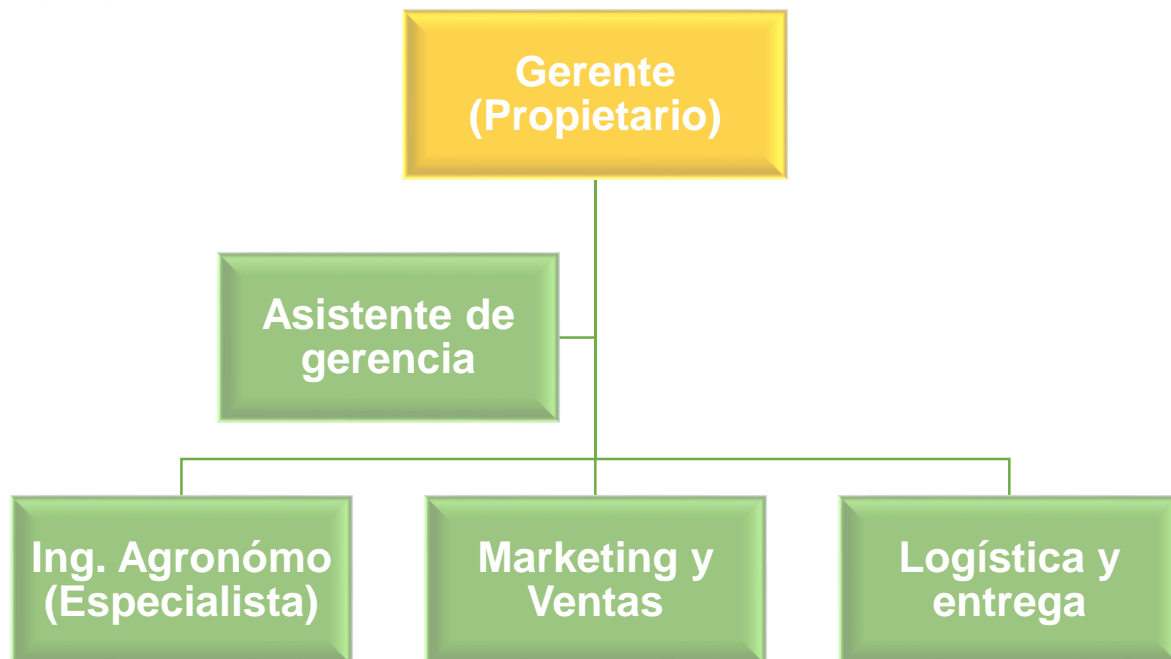 Gerente
(Propietario)
Asistente de
gerencia
Ing. Agronómo
(Especialista)
Marketing y
Ventas
Logística y
entrega